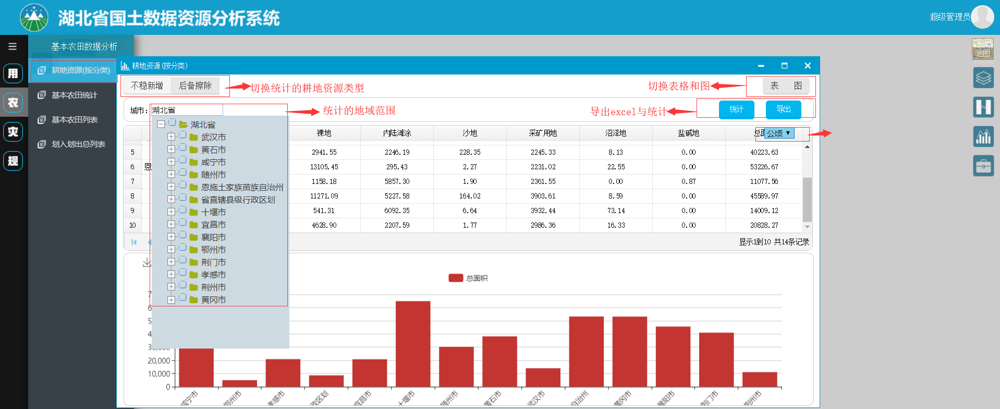 湖北省国土数据资源分析系统
超级管理员
基本农田数据分析
耕地资源(按分类)
基本农田统计
基本农田列表
划入划出总列表
用
农
灾
规
地图
耕地资源(按分类)
不稳新增 后备擦除
切换统计的耕地资源类型
切换表格和图
表 图
城市：湖北省
统计的地域范围
导出excel与统计
统计 导出
裸地 内陆滩涂 沙地 采矿用地 沼泽地 盐碱地 公顷
5 2941.55 2246.19 228.35 2245.33 8.13 0.00 40223.63
6 恩 13105.45 295.43 2.27 2231.02 22.55 0.00 53226.67
7 1158.18 5857.30 1.90 2361.55 0.00 0.87 11077.56
8 11271.09 5227.58 164.02 3903.61 8.59 0.00 45589.97
9 541.31 6092.35 6.64 3932.44 73.14 0.00 14009.12
10 4628.90 2207.59 1.77 2986.36 16.33 0.00 20828.27
显示1到10 共14条记录
湖北省
武汉市
黄石市
咸宁市
随州市
恩施土家族苗族自治州
省直辖县级行政区划
十堰市
宜昌市
襄阳市
鄂州市
荆门市
孝感市
荆州市
黄冈市
总面积
20,000
10,000
0
咸宁市
鄂州市
孝感市
政区划
宜昌市
十堰市
随州市
黄石市
武汉市
自治州
黄冈市
襄阳市
荆门市
荆州市